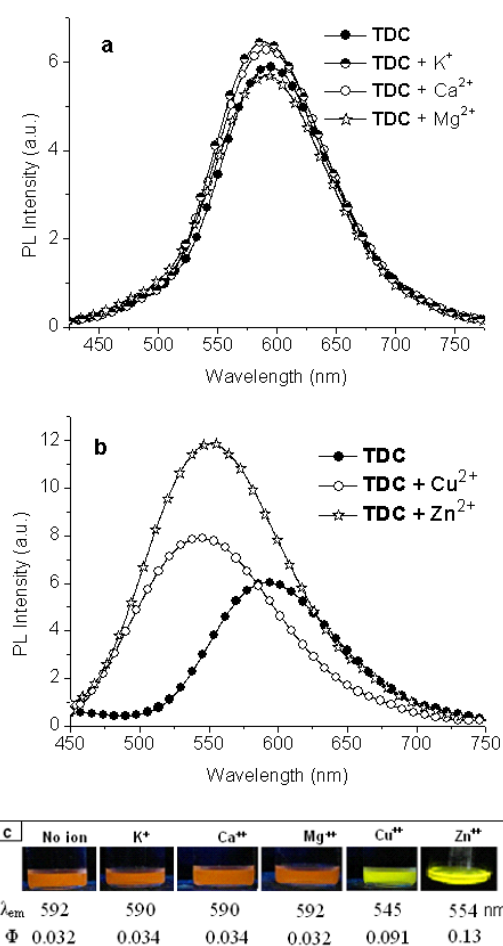 a
TDC
TDC + K⁺
TDC + Ca²⁺
TDC + Mg²⁺
PL Intensity (a.u.)
6
4
2
0
450 500 550 600 650 700 750
Wavelength (nm)
b
TDC
TDC + Cu²⁺
TDC + Zn²⁺
PL Intensity (a.u.)
12
10
8
6
4
2
0
450 500 550 600 650 700 750
Wavelength (nm)
c No ion K⁺ Ca⁺⁺ Mg⁺⁺ Cu⁺⁺ Zn⁺⁺
λem 592 590 590 592 545 554 nm
Φ 0.032 0.034 0.034 0.032 0.091 0.13